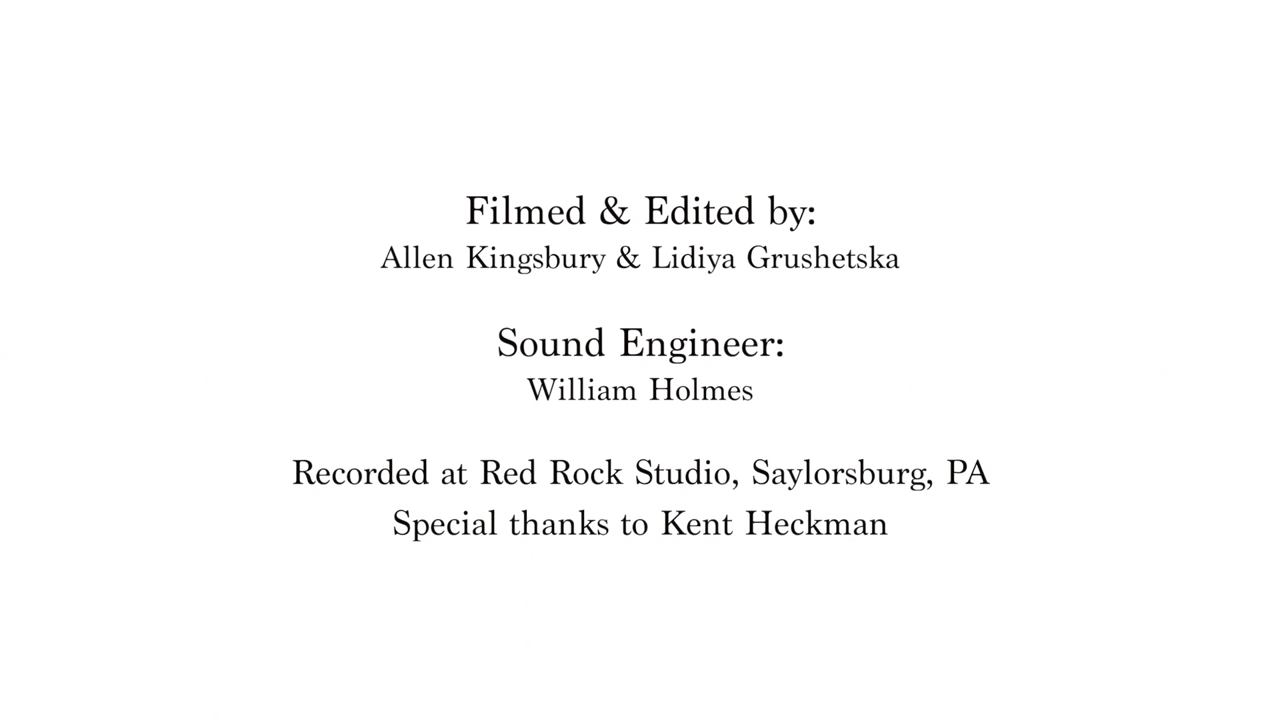 Filmed & Edited by:
Allen Kingsbury & Lidiya Grushetska
Sound Engineer:
William Holmes
Recorded at Red Rock Studio, Saylorsburg, PA
Special thanks to Kent Heckman